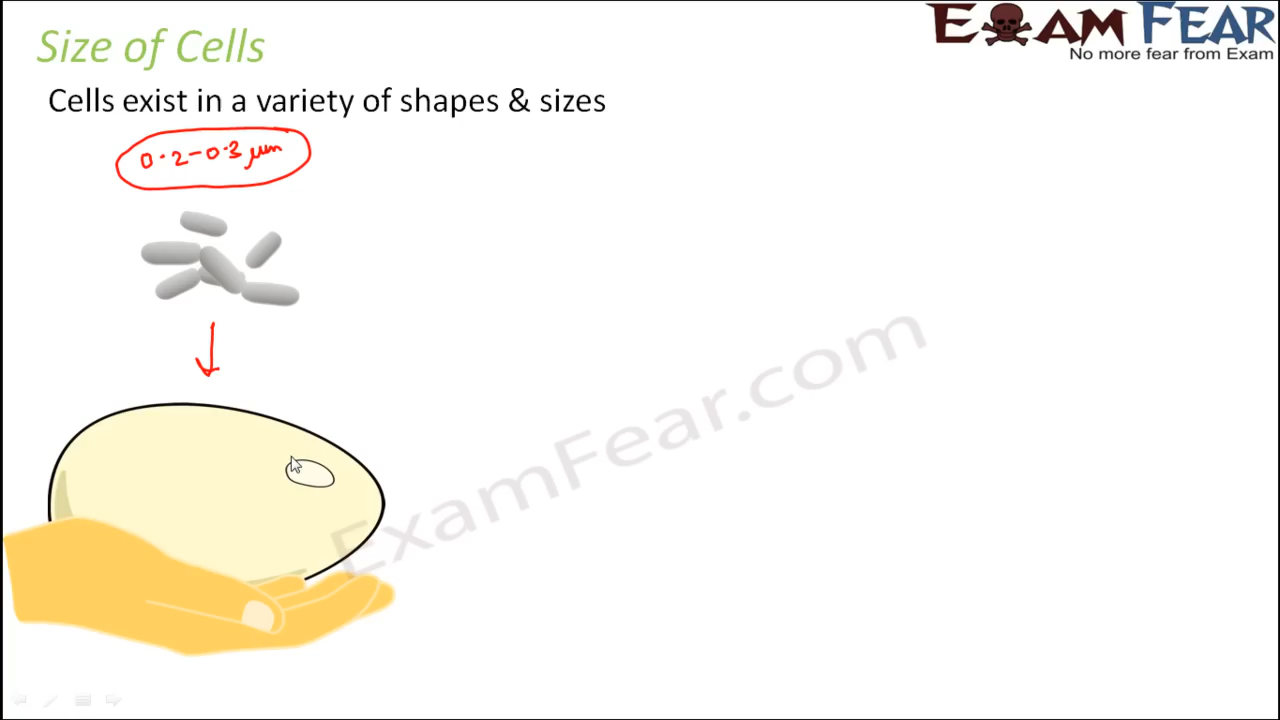 Size of Cells
EXAM FEAR
No more fear from Exam
Cells exist in a variety of shapes & sizes
0.2-0.3 μm
ExamFear.com